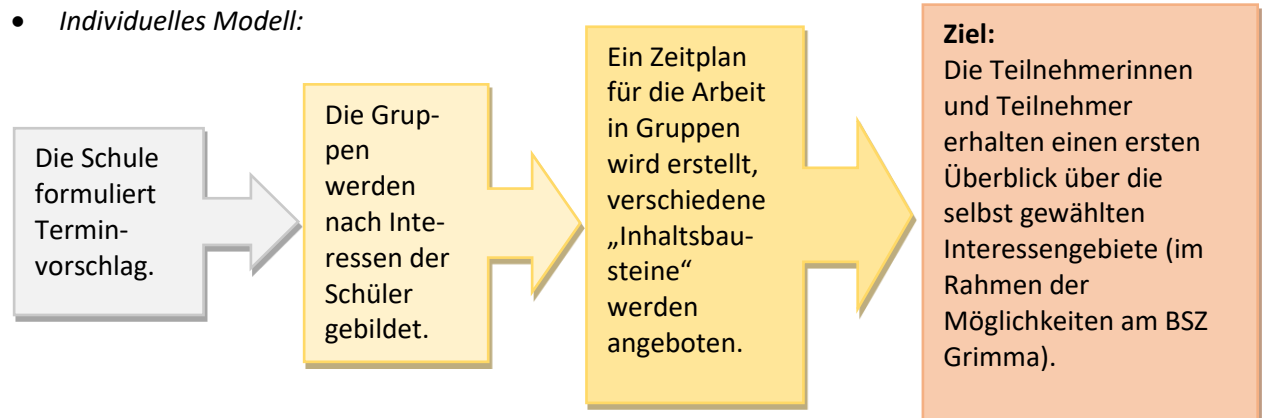 • Individuelles Modell:
Die Schule
formuliert
Termin-
vorschlag.
Die Grup-
pen
werden
nach Inte-
ressen der
Schüler
gebildet.
Ein Zeitplan
für die Arbeit
in Gruppen
wird erstellt,
verschiedene
„Inhaltsbau-
steine“
werden
angeboten.
Ziel:
Die Teilnehmerinnen
und Teilnehmer
erhalten einen ersten
Überblick über die
selbst gewählten
Interessengebiete (im
Rahmen der
Möglichkeiten am BSZ
Grimma).